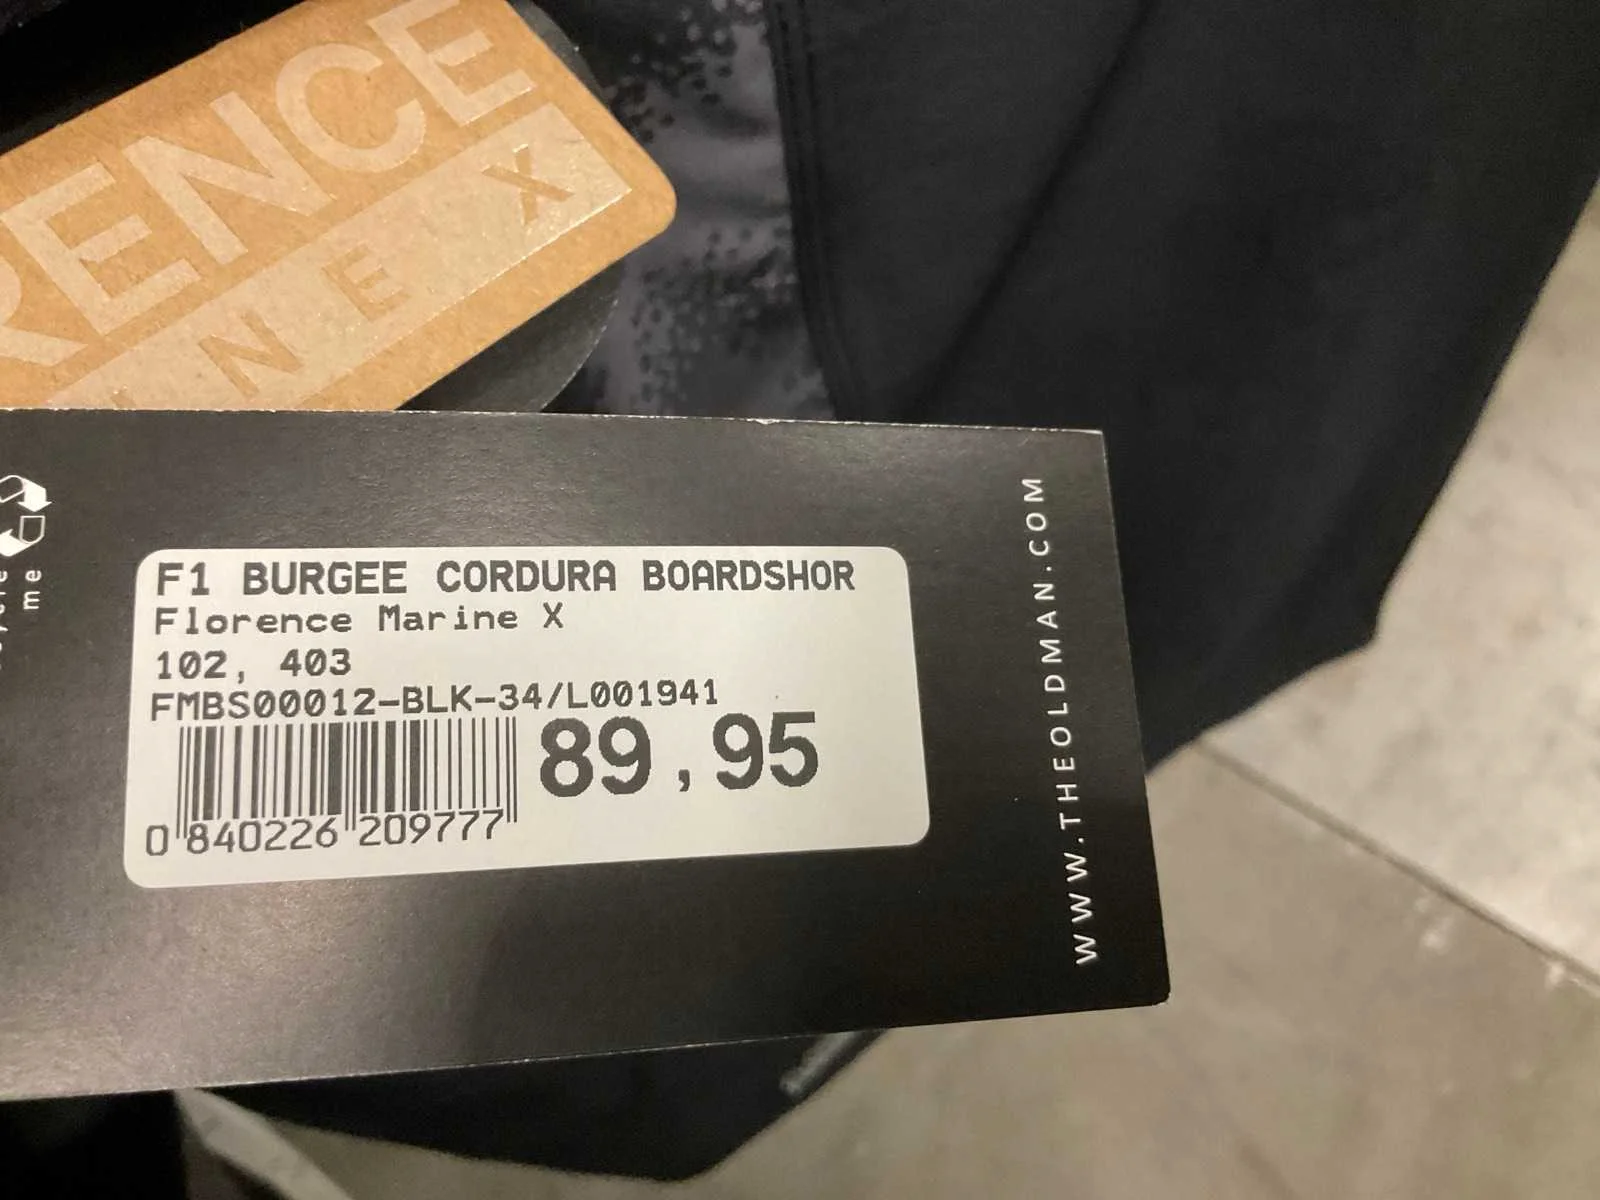 RENCE
NE X
me
F1 BURGEE CORDURA BOARDSHOR
Florence Marine X
102, 403
FMBS00012-BLK-34/L001941
89,95
0 840226 209777
WWW.THEOLDMAN.COM